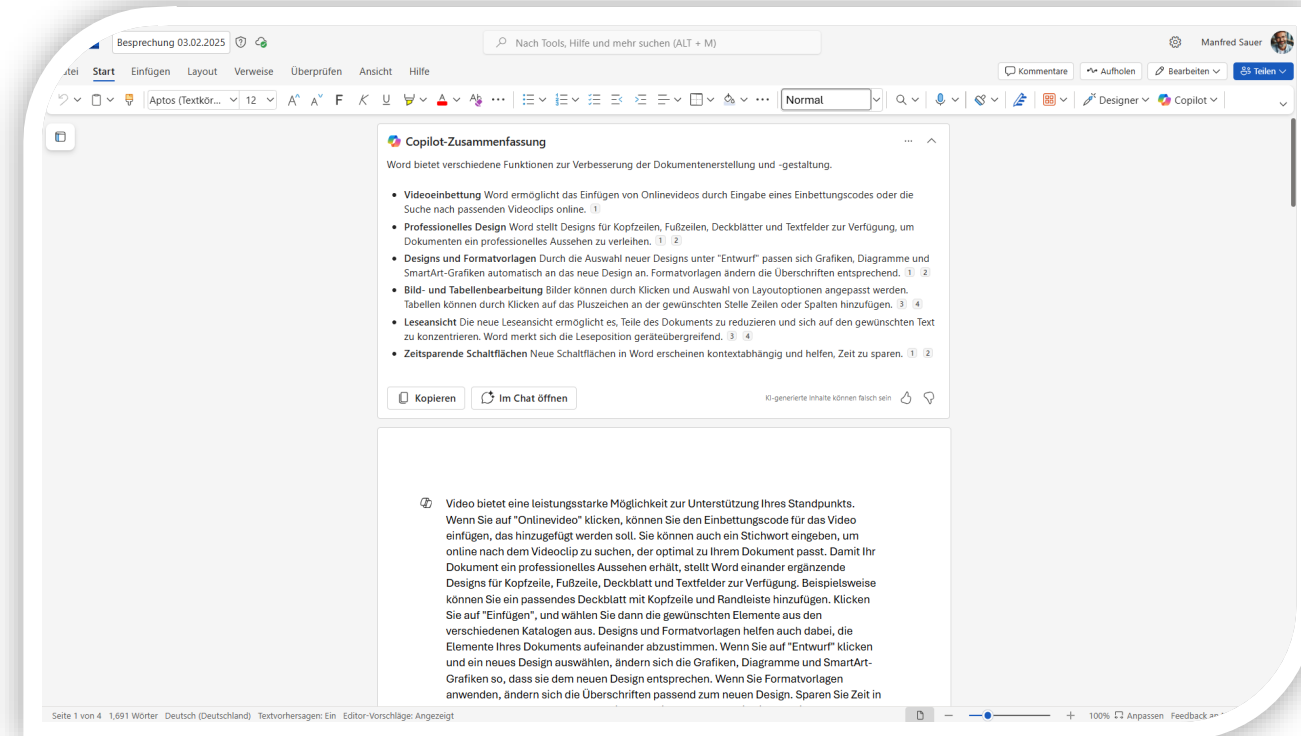 Besprechung 03.02.2025
Nach Tools, Hilfe und mehr suchen (ALT + M)
Manfred Sauer
Start Einfügen Layout Verweise Überprüfen Ansicht Hilfe
Kommentare Aufholen Bearbeiten Teilen
Aptos (Textkör... 12 F K U Normal Designer Copilot
Copilot-Zusammenfassung
Word bietet verschiedene Funktionen zur Verbesserung der Dokumentenerstellung und -gestaltung.
• Videoeinbettung Word ermöglicht das Einfügen von Onlinevideos durch Eingabe eines Einbettungscodes oder die
Suche nach passenden Videoclips online. 1
• Professionelles Design Word stellt Designs für Kopfzeilen, Fußzeilen, Deckblätter und Textfelder zur Verfügung, um
Dokumenten ein professionelles Aussehen zu verleihen. 1 2
• Designs und Formatvorlagen Durch die Auswahl neuer Designs unter "Entwurf" passen sich Grafiken, Diagramme und
SmartArt-Grafiken automatisch an das neue Design an. Formatvorlagen ändern die Überschriften entsprechend. 1 2
• Bild- und Tabellenbearbeitung Bilder können durch Klicken und Auswahl von Layoutoptionen angepasst werden.
Tabellen können durch Klicken auf das Pluszeichen an der gewünschten Stelle Zeilen oder Spalten hinzufügen. 3 4
• Leseansicht Die neue Leseansicht ermöglicht es, Teile des Dokuments zu reduzieren und sich auf den gewünschten Text
zu konzentrieren. Word merkt sich die Leseposition geräteübergreifend. 3 4
• Zeitsparende Schaltflächen Neue Schaltflächen in Word erscheinen kontextabhängig und helfen, Zeit zu sparen. 1 2
Kopieren Im Chat öffnen KI-generierte Inhalte können falsch sein
Video bietet eine leistungsstarke Möglichkeit zur Unterstützung Ihres Standpunkts.
Wenn Sie auf "Onlinevideo" klicken, können Sie den Einbettungscode für das Video
einfügen, das hinzugefügt werden soll. Sie können auch ein Stichwort eingeben, um
online nach dem Videoclip zu suchen, der optimal zu Ihrem Dokument passt. Damit Ihr
Dokument ein professionelles Aussehen erhält, stellt Word einander ergänzende
Designs für Kopfzeile, Fußzeile, Deckblatt und Textfelder zur Verfügung. Beispielsweise
können Sie ein passendes Deckblatt mit Kopfzeile und Randleiste hinzufügen. Klicken
Sie auf "Einfügen", und wählen Sie dann die gewünschten Elemente aus den
verschiedenen Katalogen aus. Designs und Formatvorlagen helfen auch dabei, die
Elemente Ihres Dokuments aufeinander abzustimmen. Wenn Sie auf "Entwurf" klicken
und ein neues Design auswählen, ändern sich die Grafiken, Diagramme und SmartArt-
Grafiken so, dass sie dem neuen Design entsprechen. Wenn Sie Formatvorlagen
anwenden, ändern sich die Überschriften passend zum neuen Design. Sparen Sie Zeit in
Seite 1 von 4 1,691 Wörter Deutsch (Deutschland) Textvorhersagen: Ein Editor-Vorschläge: Angezeigt
100% Anpassen Feedback an